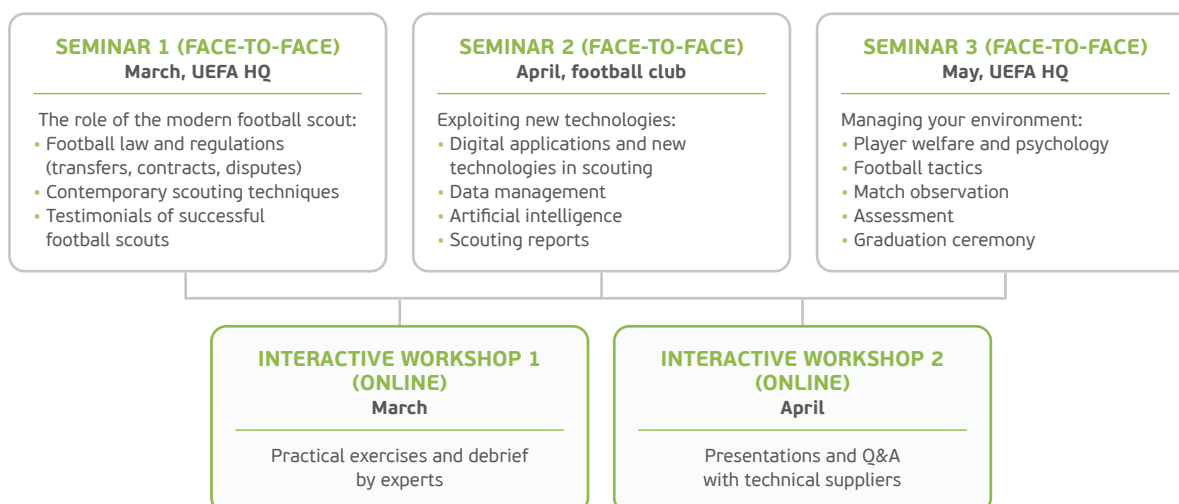 SEMINAR 1 (FACE-TO-FACE)
March, UEFA HQ
The role of the modern football scout:
• Football law and regulations
(transfers, contracts, disputes)
• Contemporary scouting techniques
• Testimonials of successful
football scouts
SEMINAR 2 (FACE-TO-FACE)
April, football club
Exploiting new technologies:
• Digital applications and new
technologies in scouting
• Data management
• Artificial intelligence
• Scouting reports
SEMINAR 3 (FACE-TO-FACE)
May, UEFA HQ
Managing your environment:
• Player welfare and psychology
• Football tactics
• Match observation
• Assessment
• Graduation ceremony
INTERACTIVE WORKSHOP 1
(ONLINE)
March
Practical exercises and debrief
by experts
INTERACTIVE WORKSHOP 2
(ONLINE)
April
Presentations and Q&A
with technical suppliers